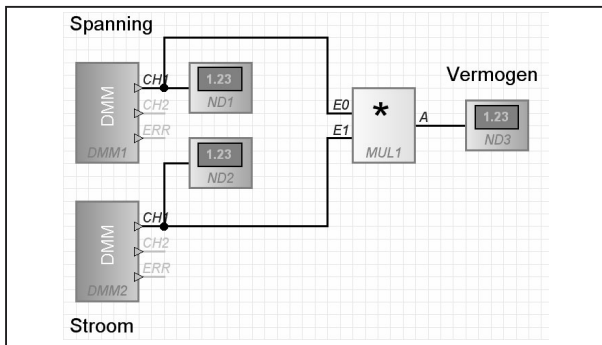 Spanning
DMM
CH1
CH2
ERR
DMM1
1.23
ND1
1.23
ND2
E0
E1
*
MUL1
A
Vermogen
1.23
ND3
DMM
CH1
CH2
ERR
DMM2
Stroom